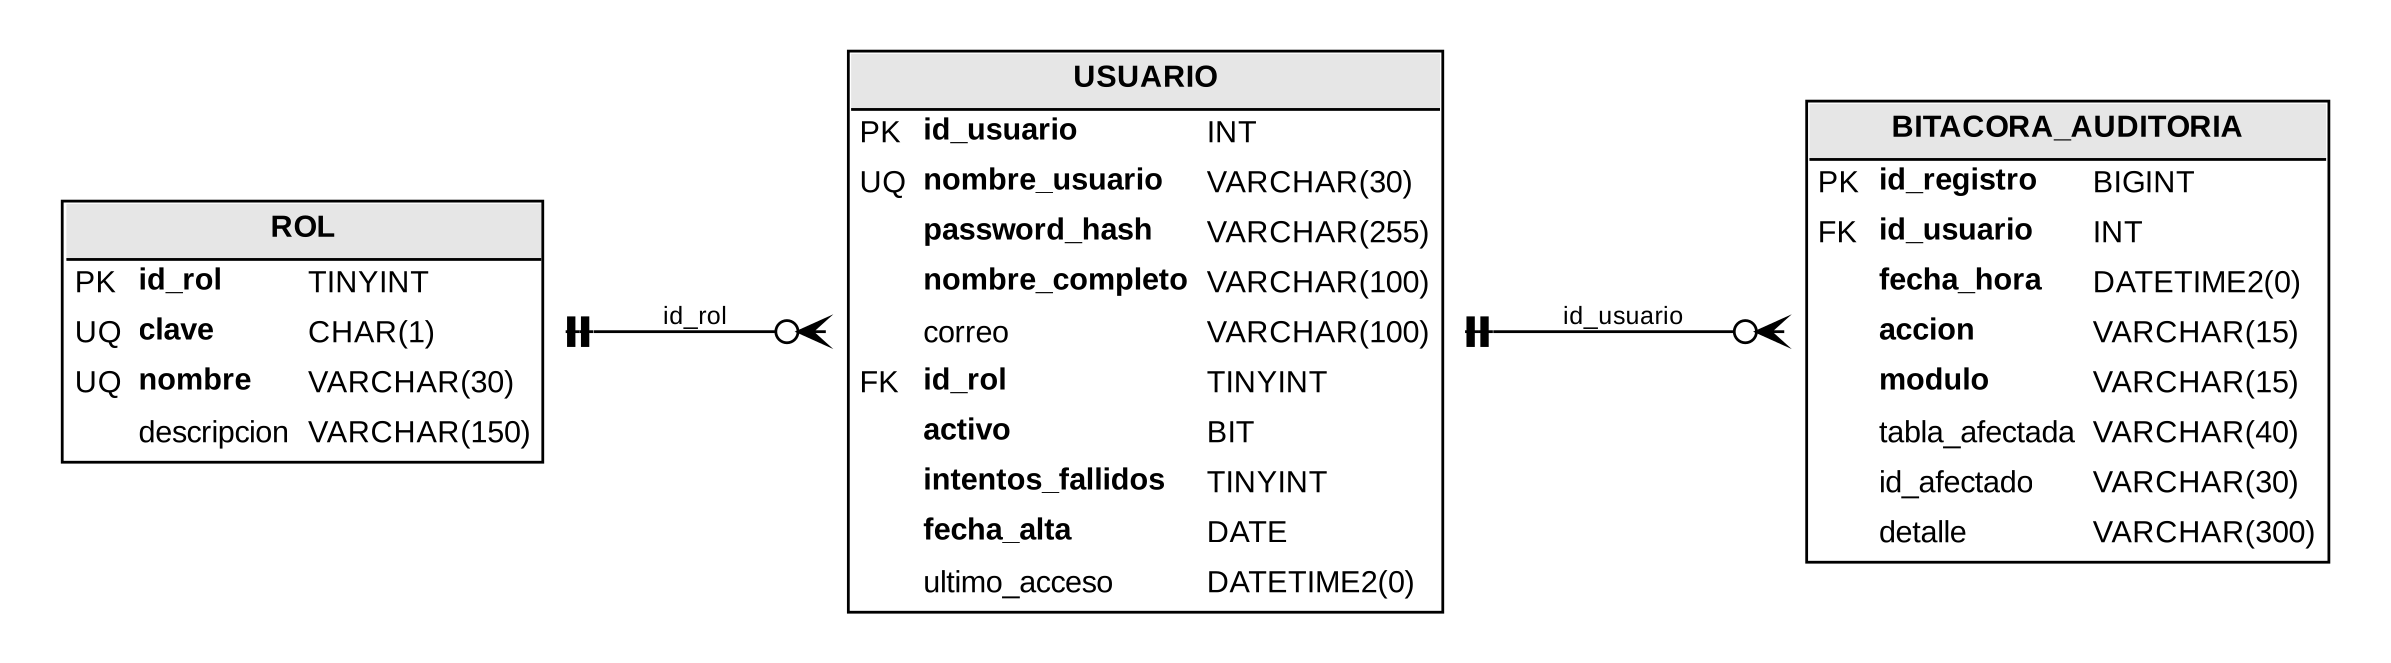 ROL
PK id_rol TINYINT
UQ clave CHAR(1)
UQ nombre VARCHAR(30)
descripcion VARCHAR(150)
id_rol
USUARIO
PK id_usuario INT
UQ nombre_usuario VARCHAR(30)
password_hash VARCHAR(255)
nombre_completo VARCHAR(100)
correo VARCHAR(100)
FK id_rol TINYINT
activo BIT
intentos_fallidos TINYINT
fecha_alta DATE
ultimo_acceso DATETIME2(0)
id_usuario
BITACORA_AUDITORIA
PK id_registro BIGINT
FK id_usuario INT
fecha_hora DATETIME2(0)
accion VARCHAR(15)
modulo VARCHAR(15)
tabla_afectada VARCHAR(40)
id_afectado VARCHAR(30)
detalle VARCHAR(300)